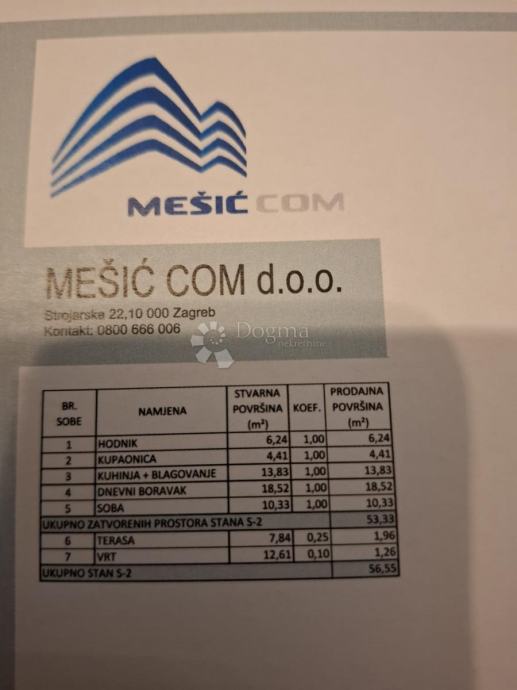 MEŠIĆ COM
MEŠIĆ COM d.o.o.
Strojarska 22,10 000 Zagreb
Kontakt: 0800 666 006
Dogma
nekretnine
BR. SOBE NAMJENA STVARNA POVRŠINA (m²) KOEF. PRODAJNA POVRŠINA (m²)
1 HODNIK 6,24 1,00 6,24
2 KUPAONICA 4,41 1,00 4,41
3 KUHINJA + BLAGOVANJE 13,83 1,00 13,83
4 DNEVNI BORAVAK 18,52 1,00 18,52
5 SOBA 10,33 1,00 10,33
UKUPNO ZATVORENIH PROSTORA STANA S-2 53,33
6 TERASA 7,84 0,25 1,96
7 VRT 12,61 0,10 1,26
UKUPNO STAN S-2 56,55